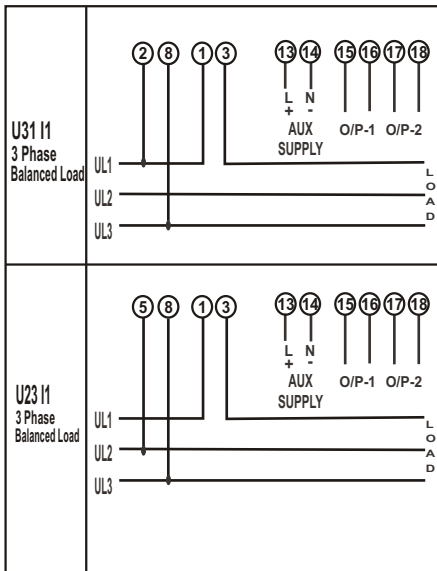 2 8 1 3 13 14 15 16 17 18
L N
+ -
AUX
SUPPLY
O/P-1 O/P-2
U31 I1
3 Phase
Balanced Load
UL1
UL2
UL3
L
O
A
D
5 8 1 3 13 14 15 16 17 18
L N
+ -
AUX
SUPPLY
O/P-1 O/P-2
U23 I1
3 Phase
Balanced Load
UL1
UL2
UL3
L
O
A
D